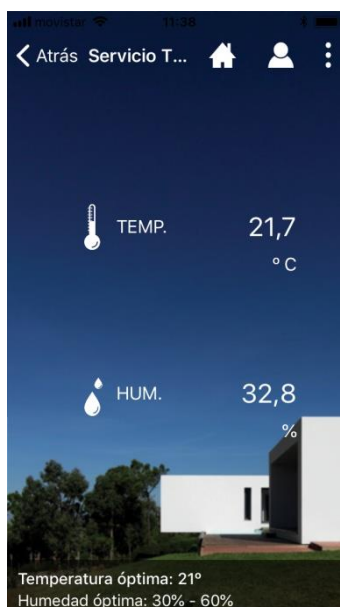 movistar 11:38
Atrás Servicio T...
TEMP. 21,7
º C
HUM. 32,8
%
Temperatura óptima: 21º
Humedad óptima: 30% - 60%